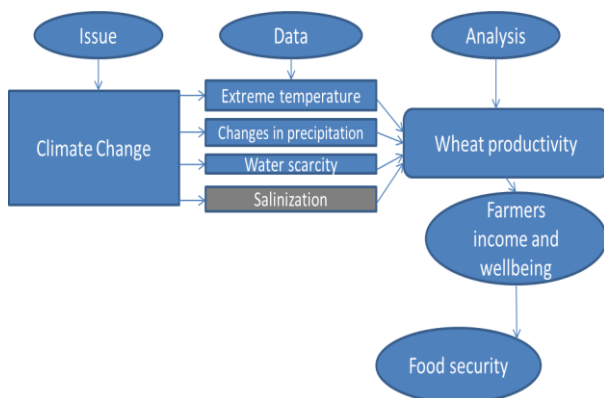 Issue
Data
Analysis
Extreme temperature
Climate Change
Changes in precipitation
Wheat productivity
Water scarcity
Salinization
Farmers
income and
wellbeing
Food security